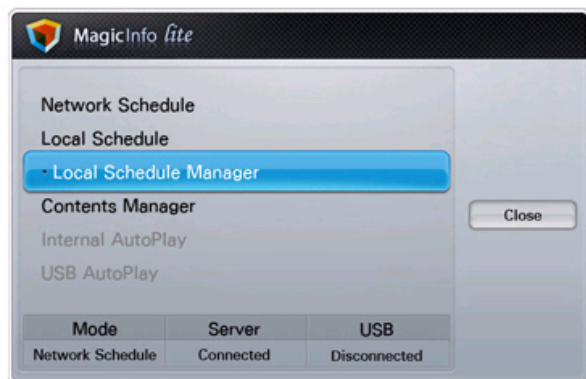 MagicInfo lite
Network Schedule
Local Schedule
· Local Schedule Manager
Contents Manager
Internal AutoPlay
USB AutoPlay
Close
Mode Server USB
Network Schedule Connected Disconnected